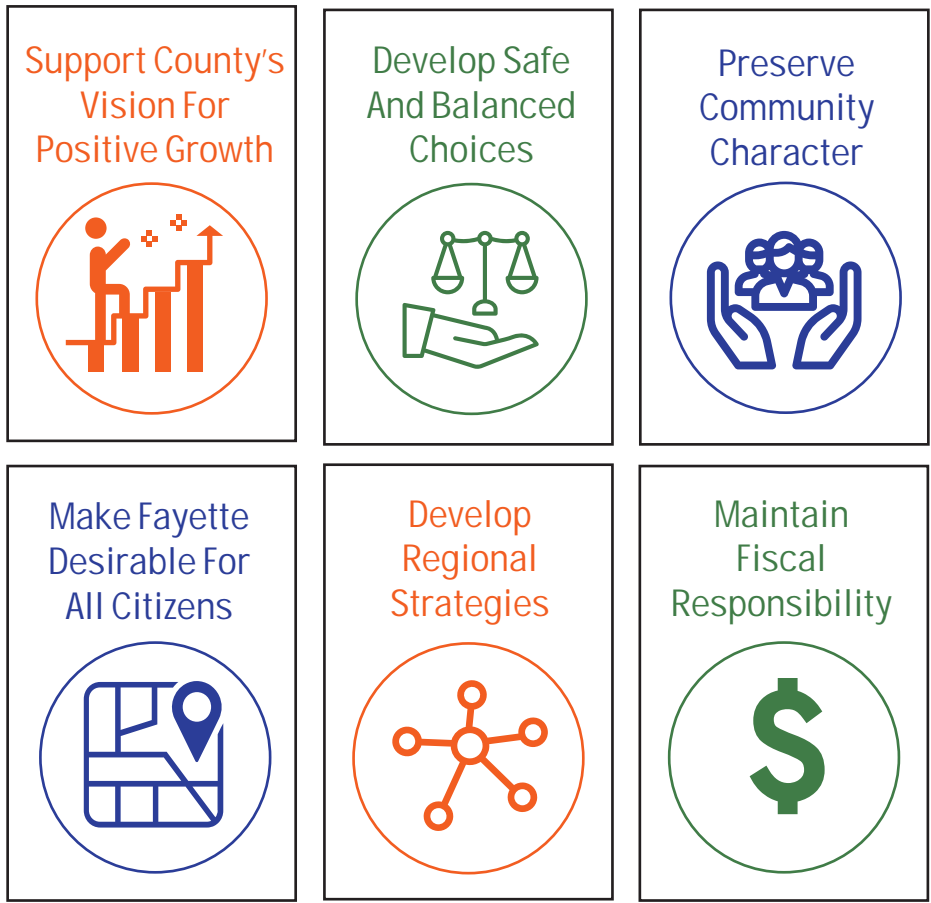 Support County's
Vision For
Positive Growth
Develop Safe
And Balanced
Choices
Preserve
Community
Character
Make Fayette
Desirable For
All Citizens
Develop
Regional
Strategies
Maintain
Fiscal
Responsibility
$